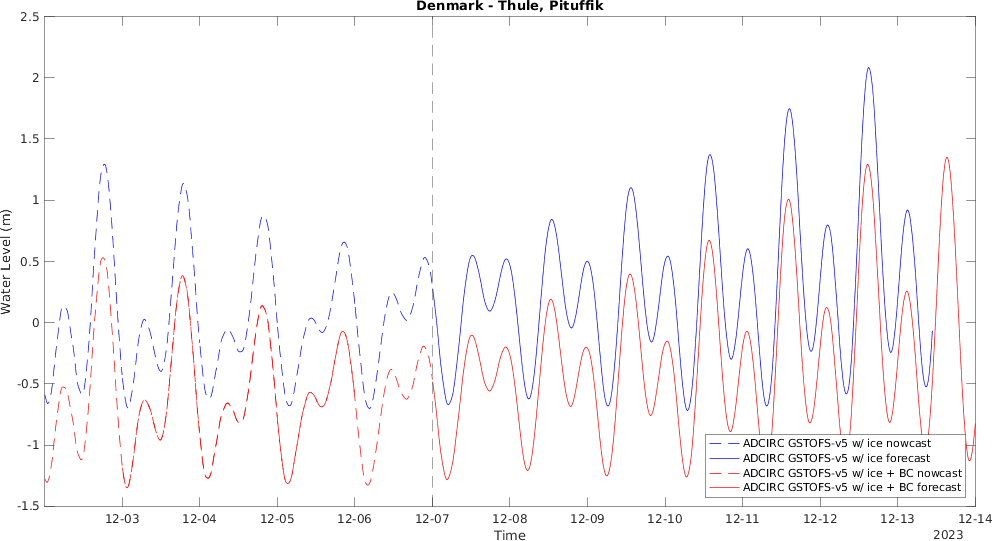 Denmark - Thule, Pituffik
2.5
2
1.5
1
0.5
0
-0.5
-1
-1.5
Water Level (m)
ADCIRC GSTOFS-v5 w/ ice nowcast
ADCIRC GSTOFS-v5 w/ ice forecast
ADCIRC GSTOFS-v5 w/ ice + BC nowcast
ADCIRC GSTOFS-v5 w/ ice + BC forecast
12-03 12-04 12-05 12-06 12-07 12-08 12-09 12-10 12-11 12-12 12-13 12-14
Time
2023